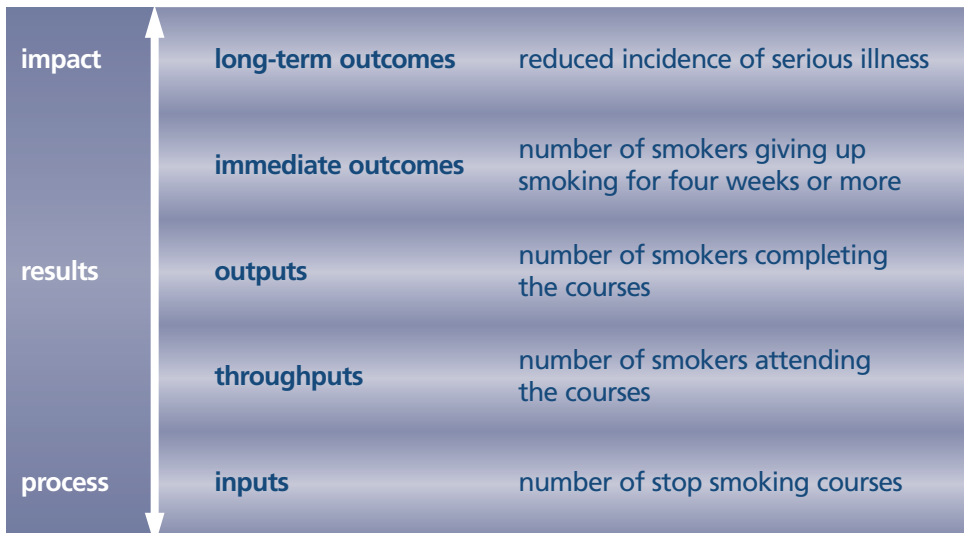 impact
long-term outcomes
reduced incidence of serious illness
immediate outcomes
number of smokers giving up
smoking for four weeks or more
results
outputs
number of smokers completing
the courses
throughputs
number of smokers attending
the courses
process
inputs
number of stop smoking courses